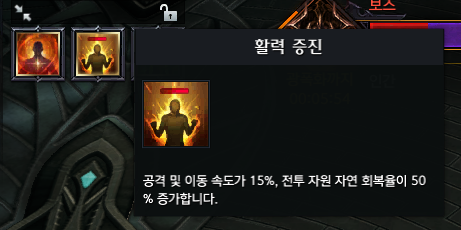 보스
활력 증진
공격 및 이동 속도가 15%, 전투 자원 자연 회복율이 50
% 증가합니다.